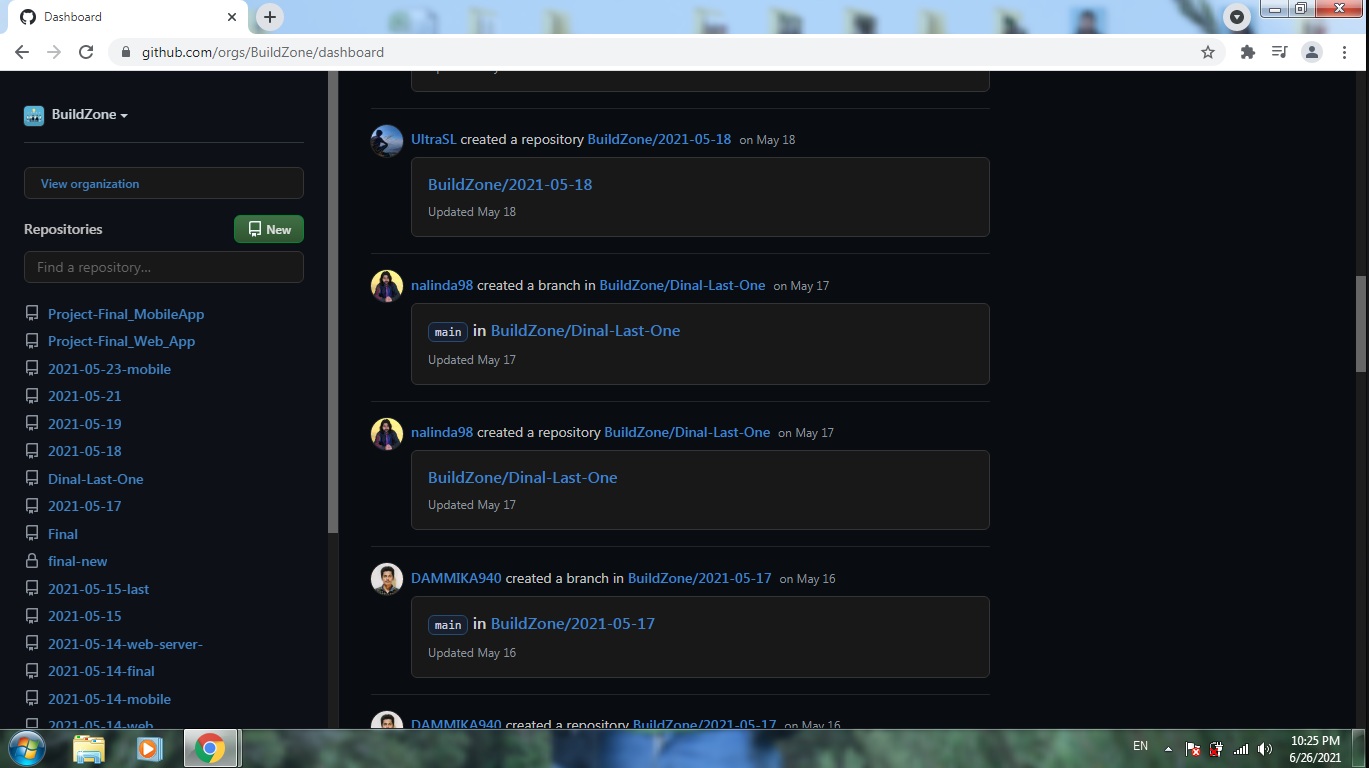 Dashboard
github.com/orgs/BuildZone/dashboard
BuildZone
View organization
Repositories
New
Find a repository...
Project-Final_MobileApp
Project-Final_Web_App
2021-05-23-mobile
2021-05-21
2021-05-19
2021-05-18
Dinal-Last-One
2021-05-17
Final
final-new
2021-05-15-last
2021-05-15
2021-05-14-web-server-
2021-05-14-final
2021-05-14-mobile
2021-05-14-web
UltraSL created a repository BuildZone/2021-05-18 on May 18
BuildZone/2021-05-18
Updated May 18
nalinda98 created a branch in BuildZone/Dinal-Last-One on May 17
main in BuildZone/Dinal-Last-One
Updated May 17
nalinda98 created a repository BuildZone/Dinal-Last-One on May 17
BuildZone/Dinal-Last-One
Updated May 17
DAMMIKA940 created a branch in BuildZone/2021-05-17 on May 16
main in BuildZone/2021-05-17
Updated May 16
DAMMIKA940 created a repository BuildZone/2021-05-17 on May 16
EN
10:25 PM
6/26/2021